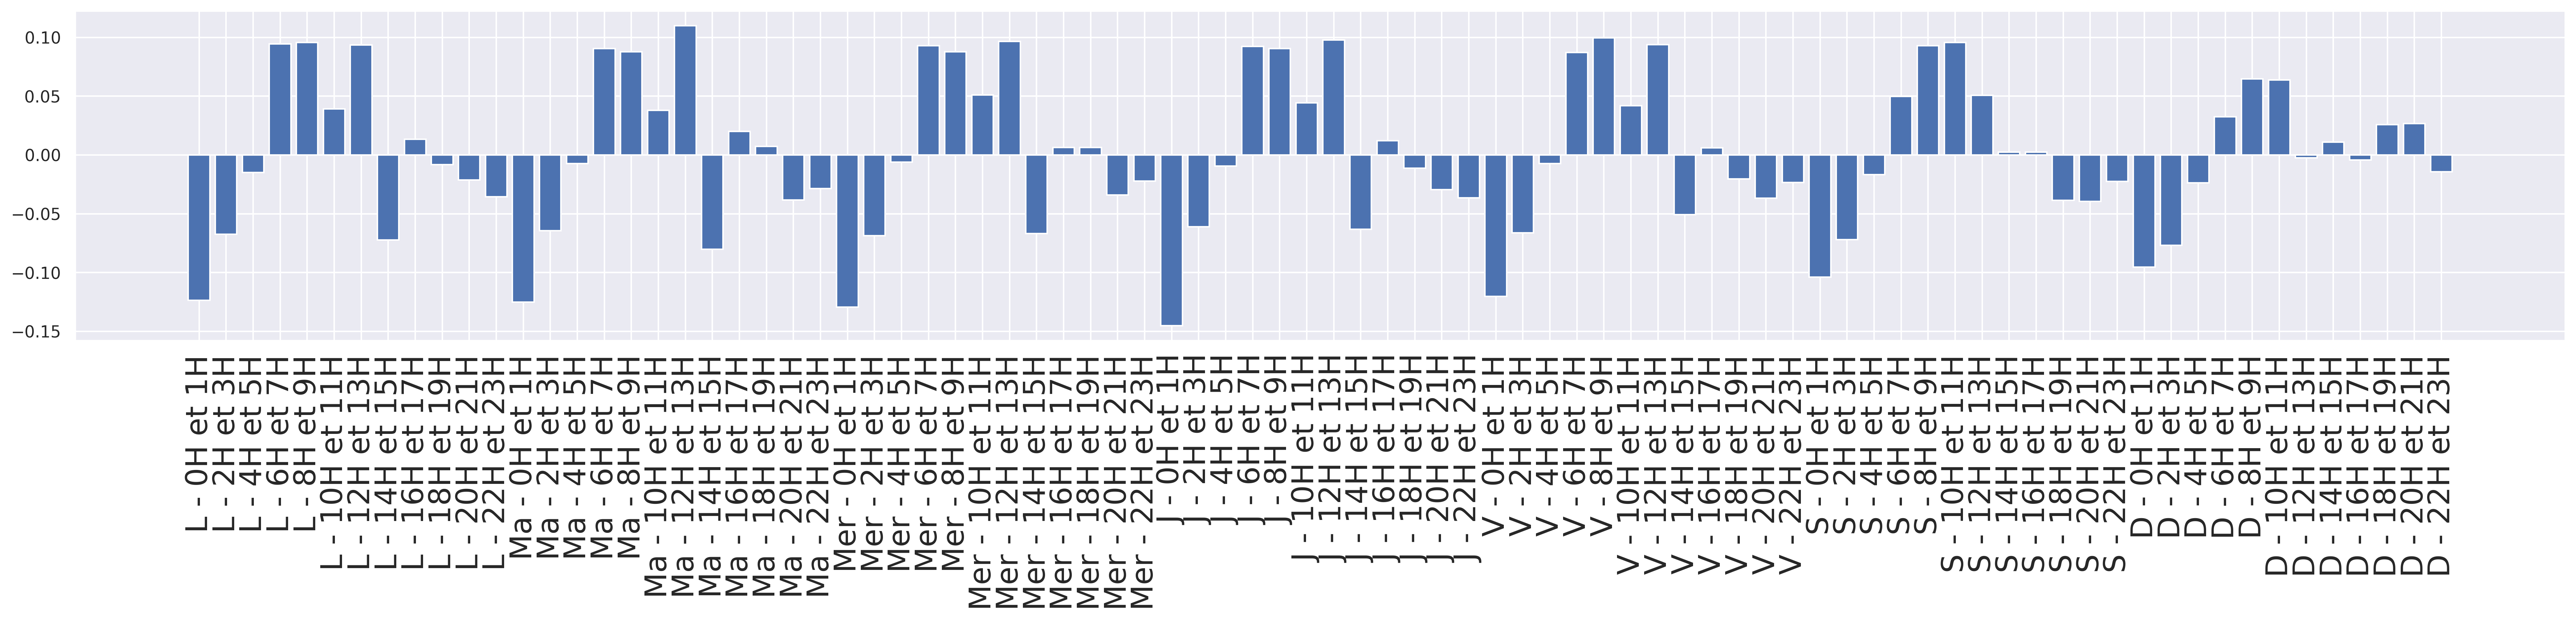 0.10
0.05
0.00
−0.05
−0.10
−0.15
L - 0H et 1H
L - 2H et 3H
L - 4H et 5H
L - 6H et 7H
L - 8H et 9H
L - 10H et 11H
L - 12H et 13H
L - 14H et 15H
L - 16H et 17H
L - 18H et 19H
L - 20H et 21H
L - 22H et 23H
Ma - 0H et 1H
Ma - 2H et 3H
Ma - 4H et 5H
Ma - 6H et 7H
Ma - 8H et 9H
Ma - 10H et 11H
Ma - 12H et 13H
Ma - 14H et 15H
Ma - 16H et 17H
Ma - 18H et 19H
Ma - 20H et 21H
Ma - 22H et 23H
Mer - 0H et 1H
Mer - 2H et 3H
Mer - 4H et 5H
Mer - 6H et 7H
Mer - 8H et 9H
Mer - 10H et 11H
Mer - 12H et 13H
Mer - 14H et 15H
Mer - 16H et 17H
Mer - 18H et 19H
Mer - 20H et 21H
Mer - 22H et 23H
J - 0H et 1H
J - 2H et 3H
J - 4H et 5H
J - 6H et 7H
J - 8H et 9H
J - 10H et 11H
J - 12H et 13H
J - 14H et 15H
J - 16H et 17H
J - 18H et 19H
J - 20H et 21H
J - 22H et 23H
V - 0H et 1H
V - 2H et 3H
V - 4H et 5H
V - 6H et 7H
V - 8H et 9H
V - 10H et 11H
V - 12H et 13H
V - 14H et 15H
V - 16H et 17H
V - 18H et 19H
V - 20H et 21H
V - 22H et 23H
S - 0H et 1H
S - 2H et 3H
S - 4H et 5H
S - 6H et 7H
S - 8H et 9H
S - 10H et 11H
S - 12H et 13H
S - 14H et 15H
S - 16H et 17H
S - 18H et 19H
S - 20H et 21H
S - 22H et 23H
D - 0H et 1H
D - 2H et 3H
D - 4H et 5H
D - 6H et 7H
D - 8H et 9H
D - 10H et 11H
D - 12H et 13H
D - 14H et 15H
D - 16H et 17H
D - 18H et 19H
D - 20H et 21H
D - 22H et 23H